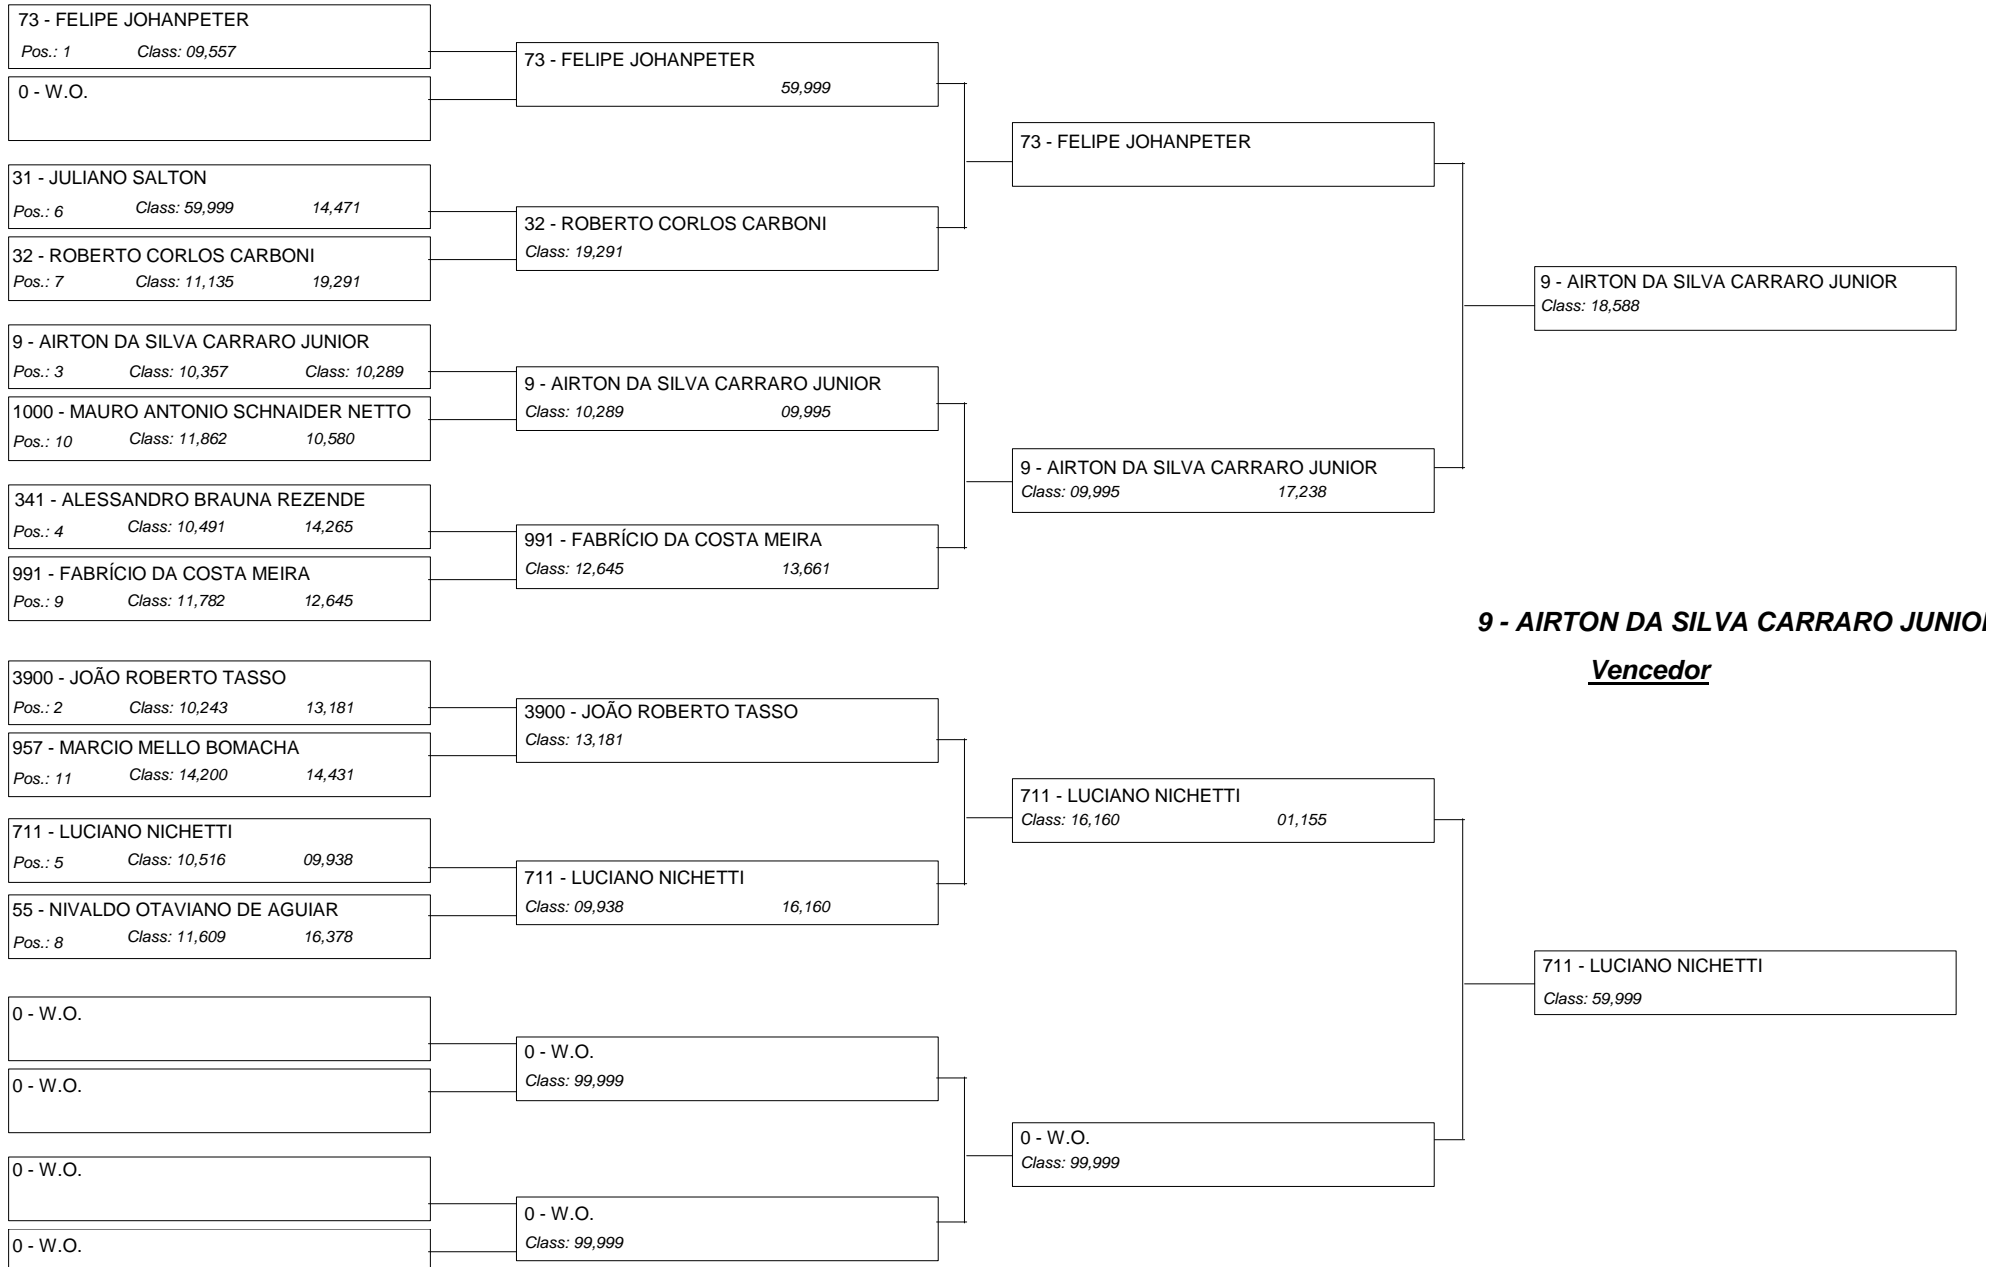 73 - FELIPE JOHANPETER
Pos.: 1 Class: 09,557
0 - W.O.
31 - JULIANO SALTON
Pos.: 6 Class: 59,999 14,471
32 - ROBERTO CORLOS CARBONI
Pos.: 7 Class: 11,135 19,291
9 - AIRTON DA SILVA CARRARO JUNIOR
Pos.: 3 Class: 10,357 Class: 10,289
1000 - MAURO ANTONIO SCHNAIDER NETTO
Pos.: 10 Class: 11,862 10,580
341 - ALESSANDRO BRAUNA REZENDE
Pos.: 4 Class: 10,491 14,265
991 - FABRÍCIO DA COSTA MEIRA
Pos.: 9 Class: 11,782 12,645
3900 - JOÃO ROBERTO TASSO
Pos.: 2 Class: 10,243 13,181
957 - MARCIO MELLO BOMACHA
Pos.: 11 Class: 14,200 14,431
711 - LUCIANO NICHETTI
Pos.: 5 Class: 10,516 09,938
55 - NIVALDO OTAVIANO DE AGUIAR
Pos.: 8 Class: 11,609 16,378
0 - W.O.
0 - W.O.
0 - W.O.
0 - W.O.
73 - FELIPE JOHANPETER
59,999
32 - ROBERTO CORLOS CARBONI
Class: 19,291
9 - AIRTON DA SILVA CARRARO JUNIOR
Class: 10,289 09,995
991 - FABRÍCIO DA COSTA MEIRA
Class: 12,645 13,661
3900 - JOÃO ROBERTO TASSO
Class: 13,181
711 - LUCIANO NICHETTI
Class: 09,938 16,160
0 - W.O.
Class: 99,999
0 - W.O.
Class: 99,999
73 - FELIPE JOHANPETER
9 - AIRTON DA SILVA CARRARO JUNIOR
Class: 09,995 17,238
711 - LUCIANO NICHETTI
Class: 16,160 01,155
0 - W.O.
Class: 99,999
9 - AIRTON DA SILVA CARRARO JUNIOR
Class: 18,588
9 - AIRTON DA SILVA CARRARO JUNIO
Vencedor
711 - LUCIANO NICHETTI
Class: 59,999